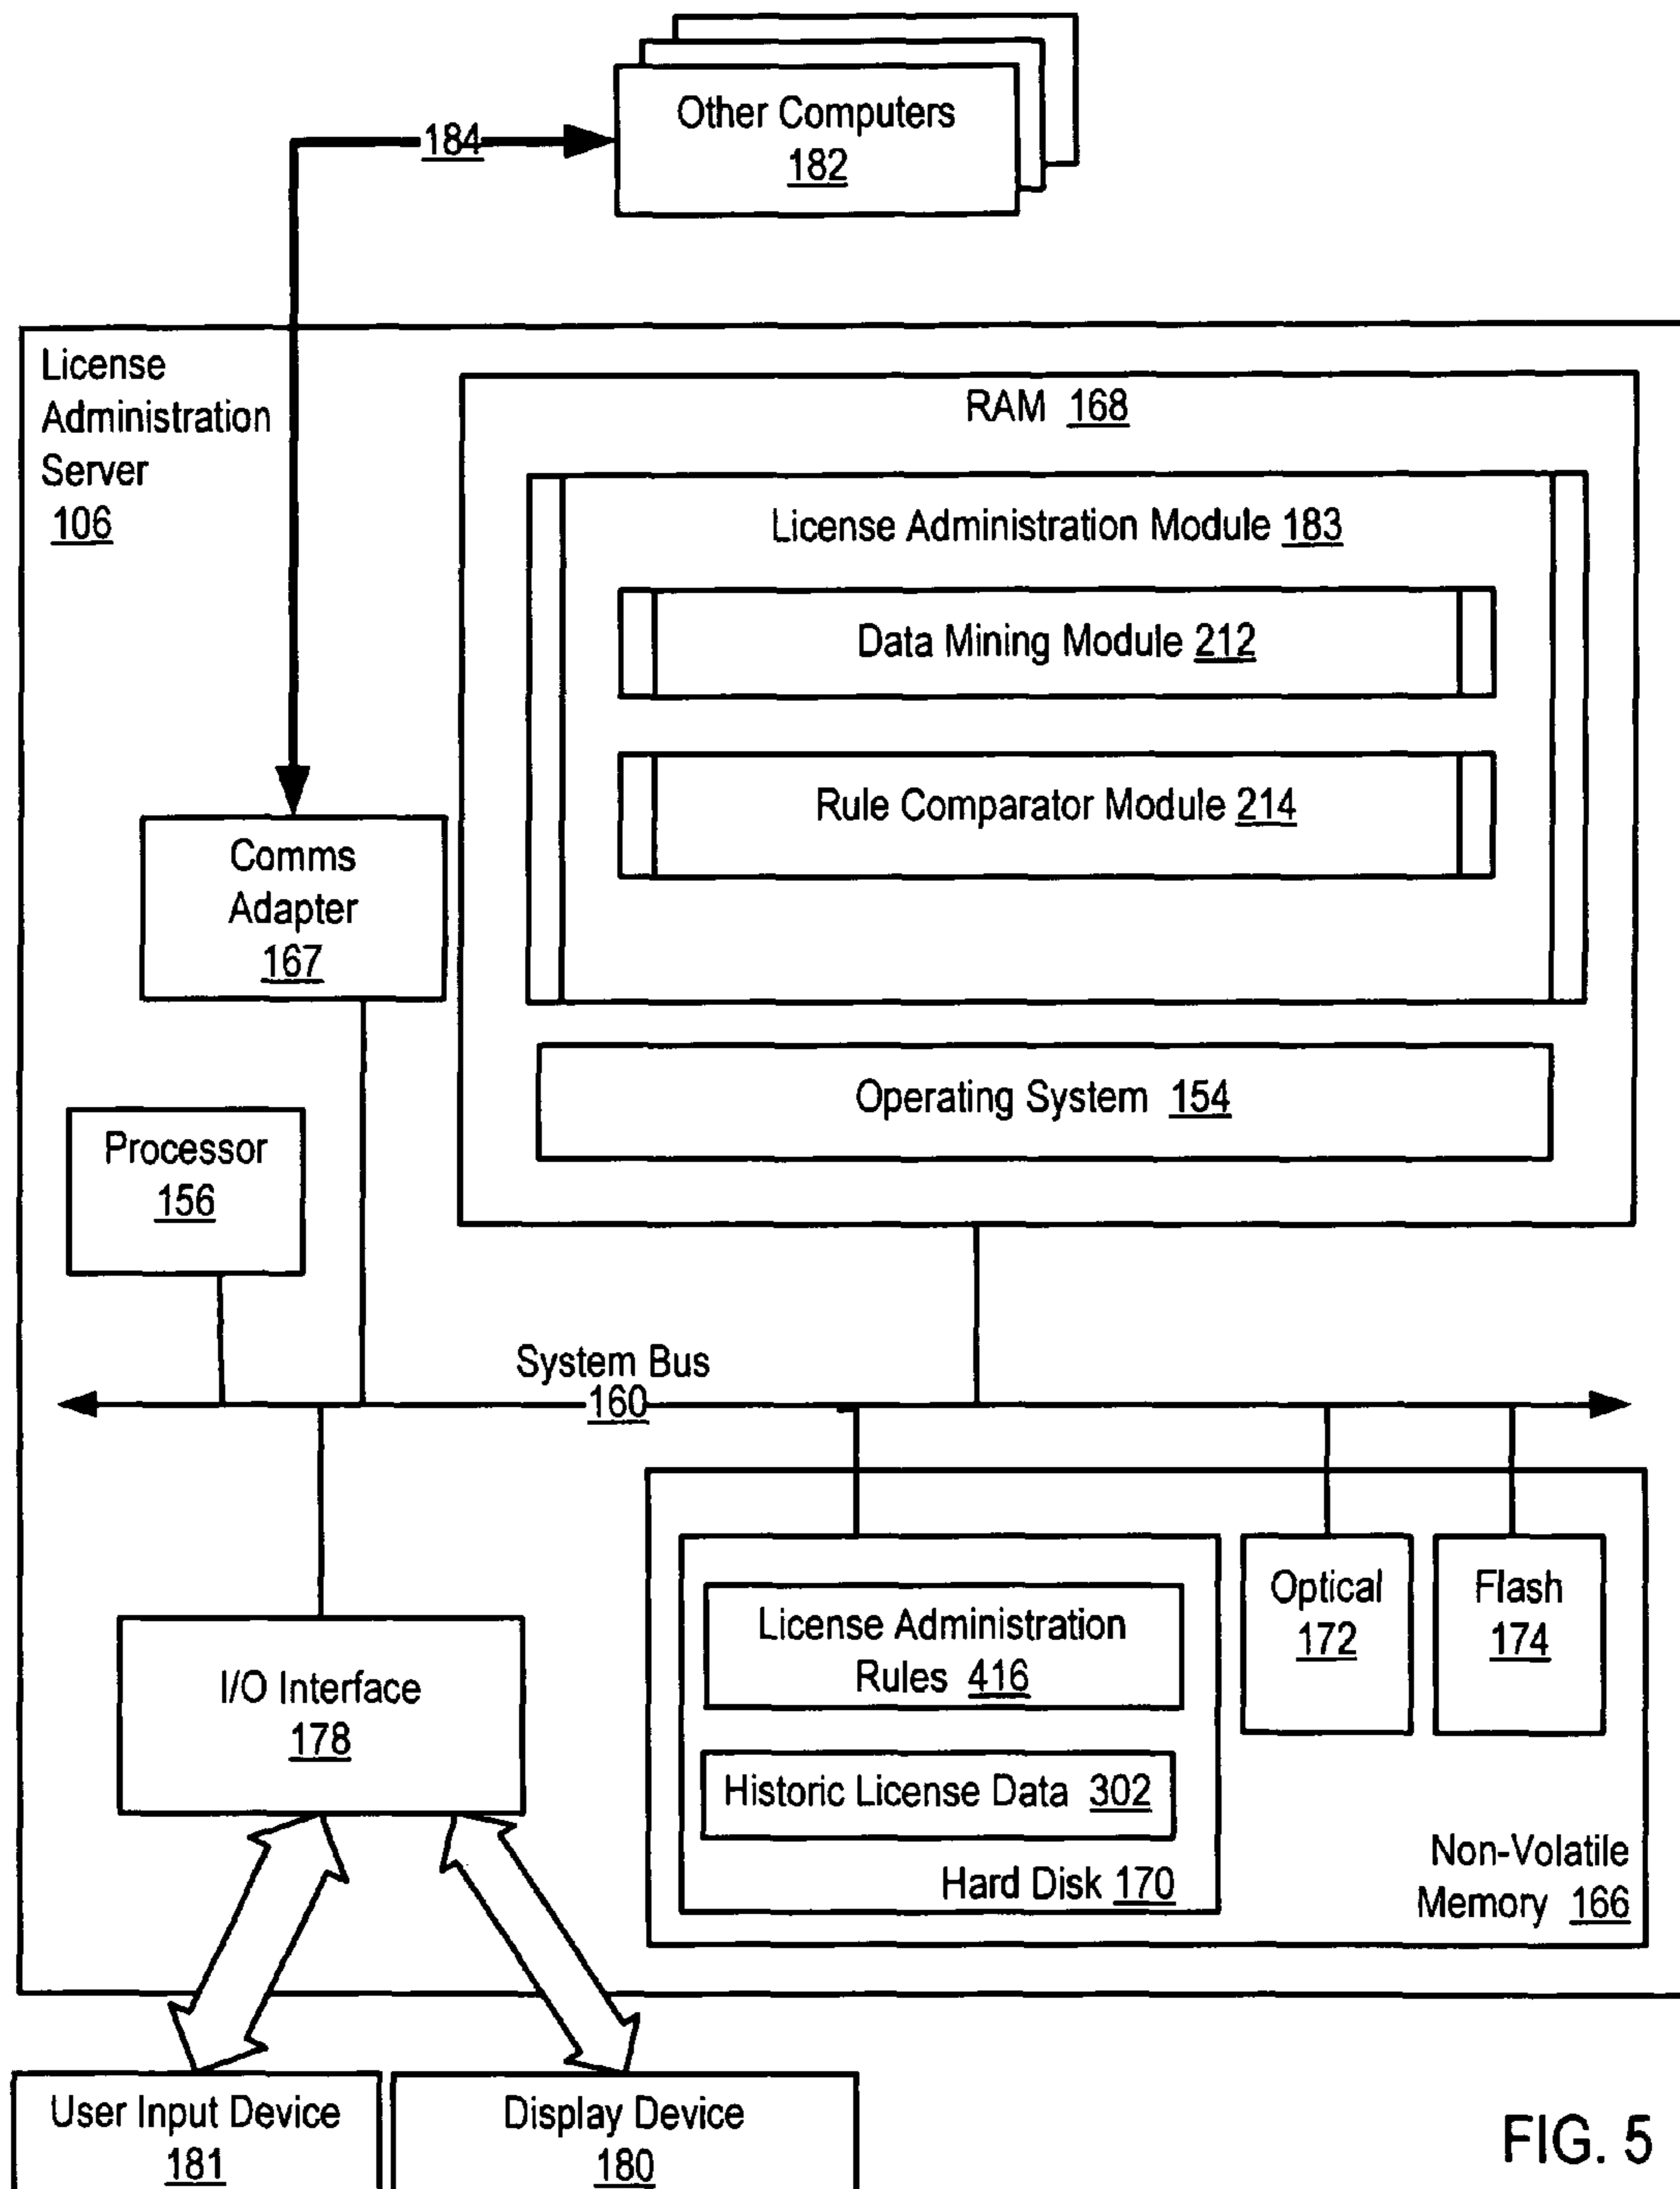 Other Computers
182
184
License
Administration
Server
106
RAM 168
License Administration Module 183
Data Mining Module 212
Rule Comparator Module 214
Operating System 154
Comms
Adapter
167
Processor
156
System Bus
160
I/O Interface
178
License Administration
Rules 416
Historic License Data 302
Hard Disk 170
Optical
172
Flash
174
Non-Volatile
Memory 166
User Input Device
181
Display Device
180
FIG. 5